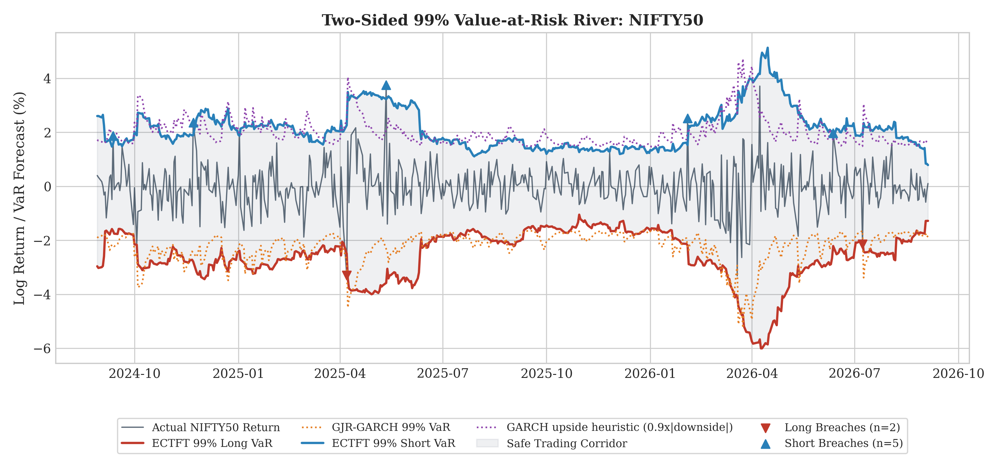 Two-Sided 99% Value-at-Risk River: NIFTY50
Log Return / VaR Forecast (%)
4
2
0
−2
−4
−6
2024-10
2025-01
2025-04
2025-07
2025-10
2026-01
2026-04
2026-07
2026-10
Actual NIFTY50 Return
ECTFT 99% Long VaR
GJR-GARCH 99% VaR
ECTFT 99% Short VaR
GARCH upside heuristic (0.9x|downside|)
Safe Trading Corridor
Long Breaches (n=2)
Short Breaches (n=5)